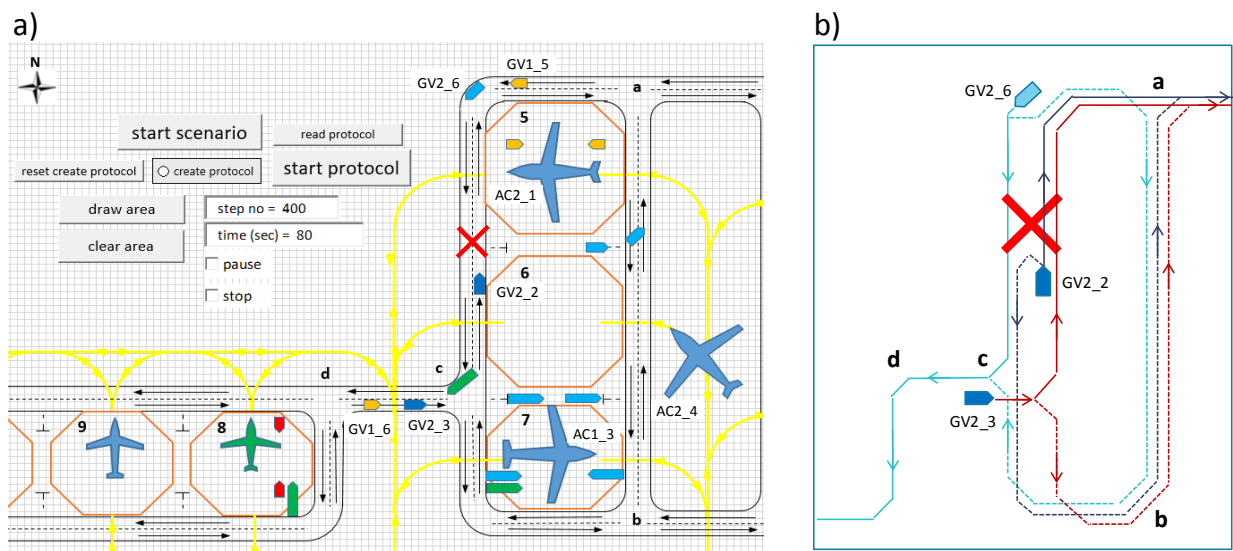 a)
N
GV1_5
GV2_6
a
start scenario
read protocol
5
reset create protocol
create protocol
start protocol
AC2_1
draw area
step no = 400
clear area
time (sec) = 80
pause
6
stop
GV2_2
d
c
AC2_4
9
8
GV1_6
GV2_3
7
AC1_3
b
b)
a
GV2_6
GV2_2
d
c
GV2_3
b